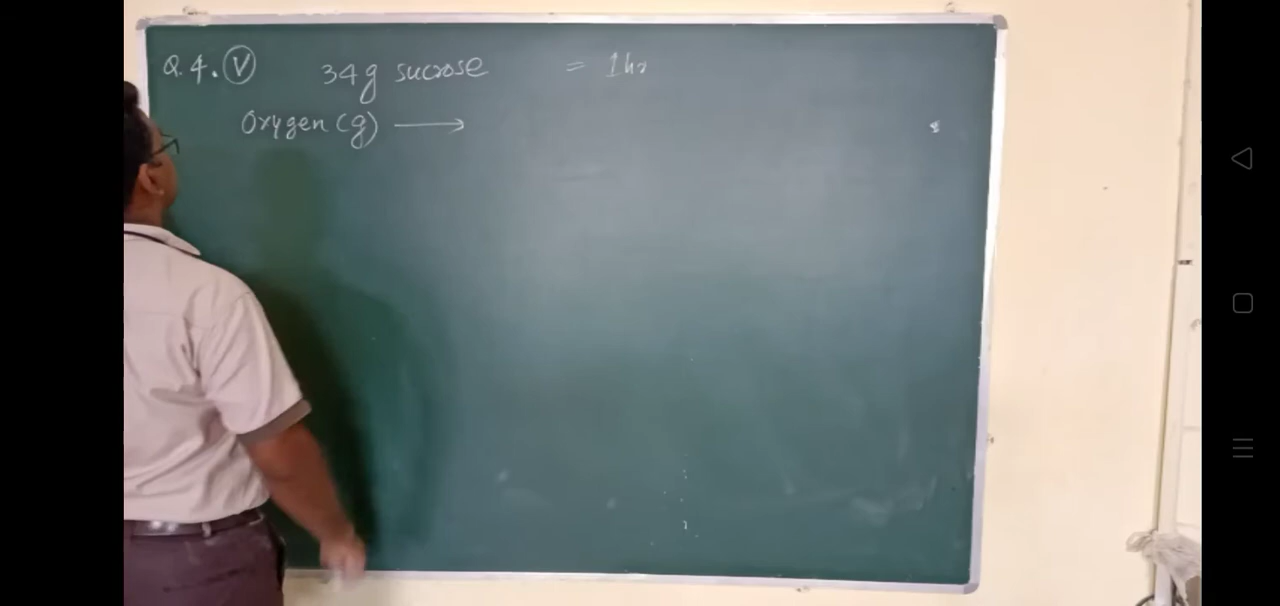 Q.4. V 34g sucrose = 1hr
Oxygen (g) ⟶